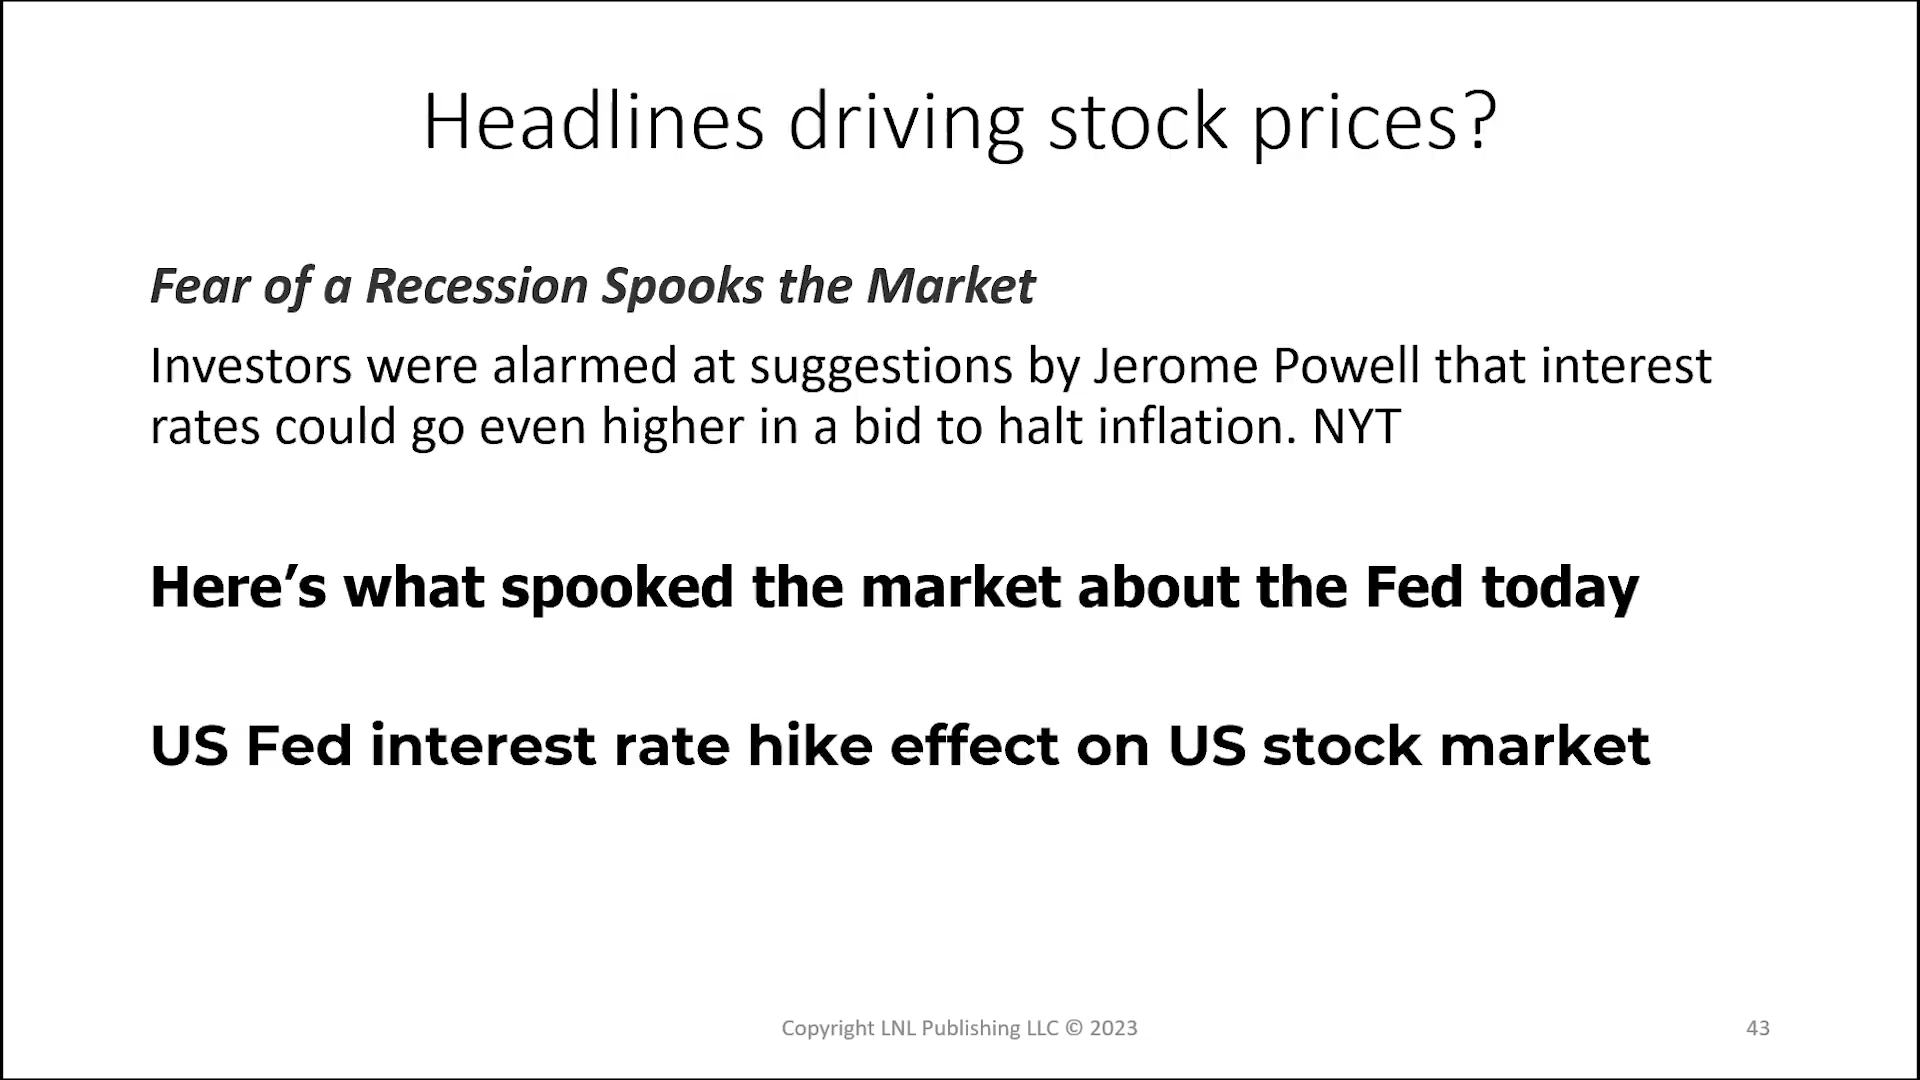 Headlines driving stock prices?
Fear of a Recession Spooks the Market
Investors were alarmed at suggestions by Jerome Powell that interest
rates could go even higher in a bid to halt inflation. NYT
Here’s what spooked the market about the Fed today
US Fed interest rate hike effect on US stock market
Copyright LNL Publishing LLC © 2023
43